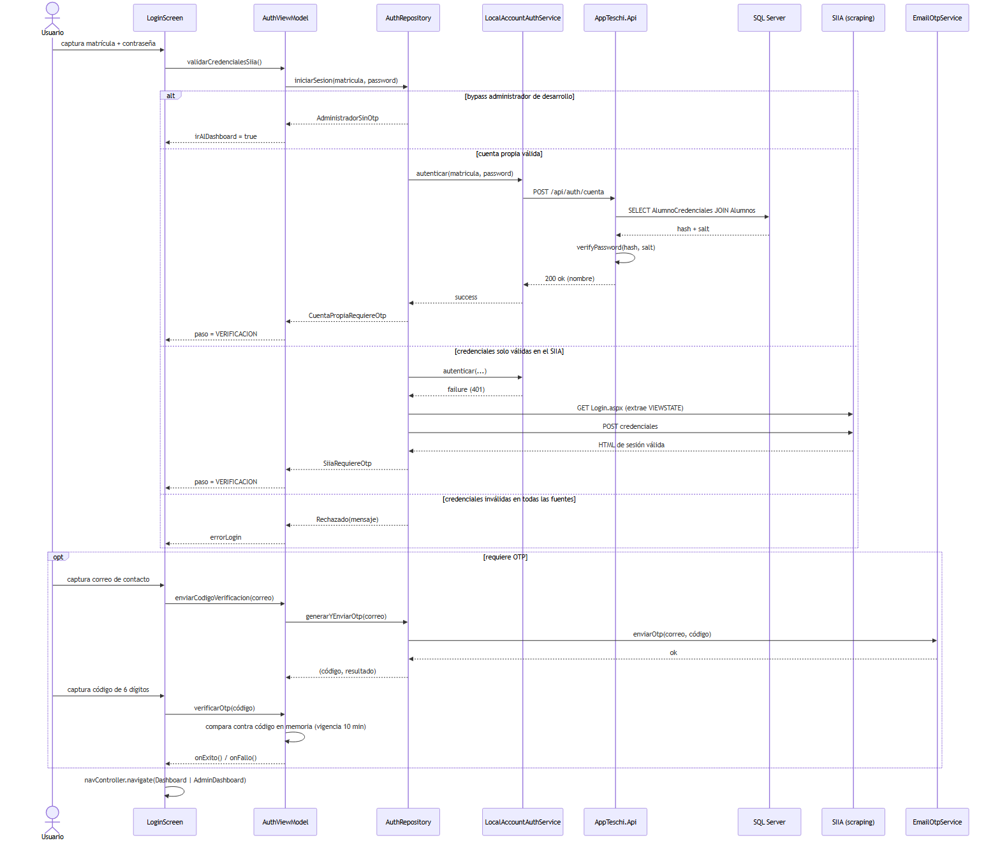 Usuario
LoginScreen
AuthViewModel
AuthRepository
LocalAccountAuthService
AppTeschi.Api
SQL Server
SIIA (scraping)
EmailOtpService
captura matrícula + contraseña
validarCredencialesSiia()
iniciarSesion(matricula, password)
alt
[bypass administrador de desarrollo]
AdministradorSinOtp
irAlDashboard = true
[cuenta propia válida]
autenticar(matricula, password)
POST /api/auth/cuenta
SELECT AlumnoCredenciales JOIN Alumnos
hash + salt
verifyPassword(hash, salt)
200 ok (nombre)
success
CuentaPropiaRequiereOtp
paso = VERIFICACION
[credenciales solo válidas en el SIIA]
autenticar(...)
failure (401)
GET Login.aspx (extrae VIEWSTATE)
POST credenciales
HTML de sesión válida
SiiaRequiereOtp
paso = VERIFICACION
[credenciales inválidas en todas las fuentes]
Rechazado(mensaje)
errorLogin
opt
[requiere OTP]
captura correo de contacto
enviarCodigoVerificacion(correo)
generarYEnviarOtp(correo)
enviarOtp(correo, código)
ok
(código, resultado)
captura código de 6 dígitos
verificarOtp(código)
compara contra código en memoria (vigencia 10 min)
onExito() / onFallo()
navController.navigate(Dashboard | AdminDashboard)
Usuario
LoginScreen
AuthViewModel
AuthRepository
LocalAccountAuthService
AppTeschi.Api
SQL Server
SIIA (scraping)
EmailOtpService